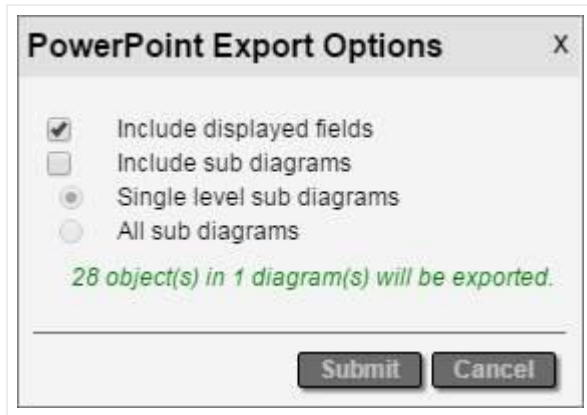 PowerPoint Export Options X
Include displayed fields
Include sub diagrams
Single level sub diagrams
All sub diagrams
28 object(s) in 1 diagram(s) will be exported.
Submit Cancel